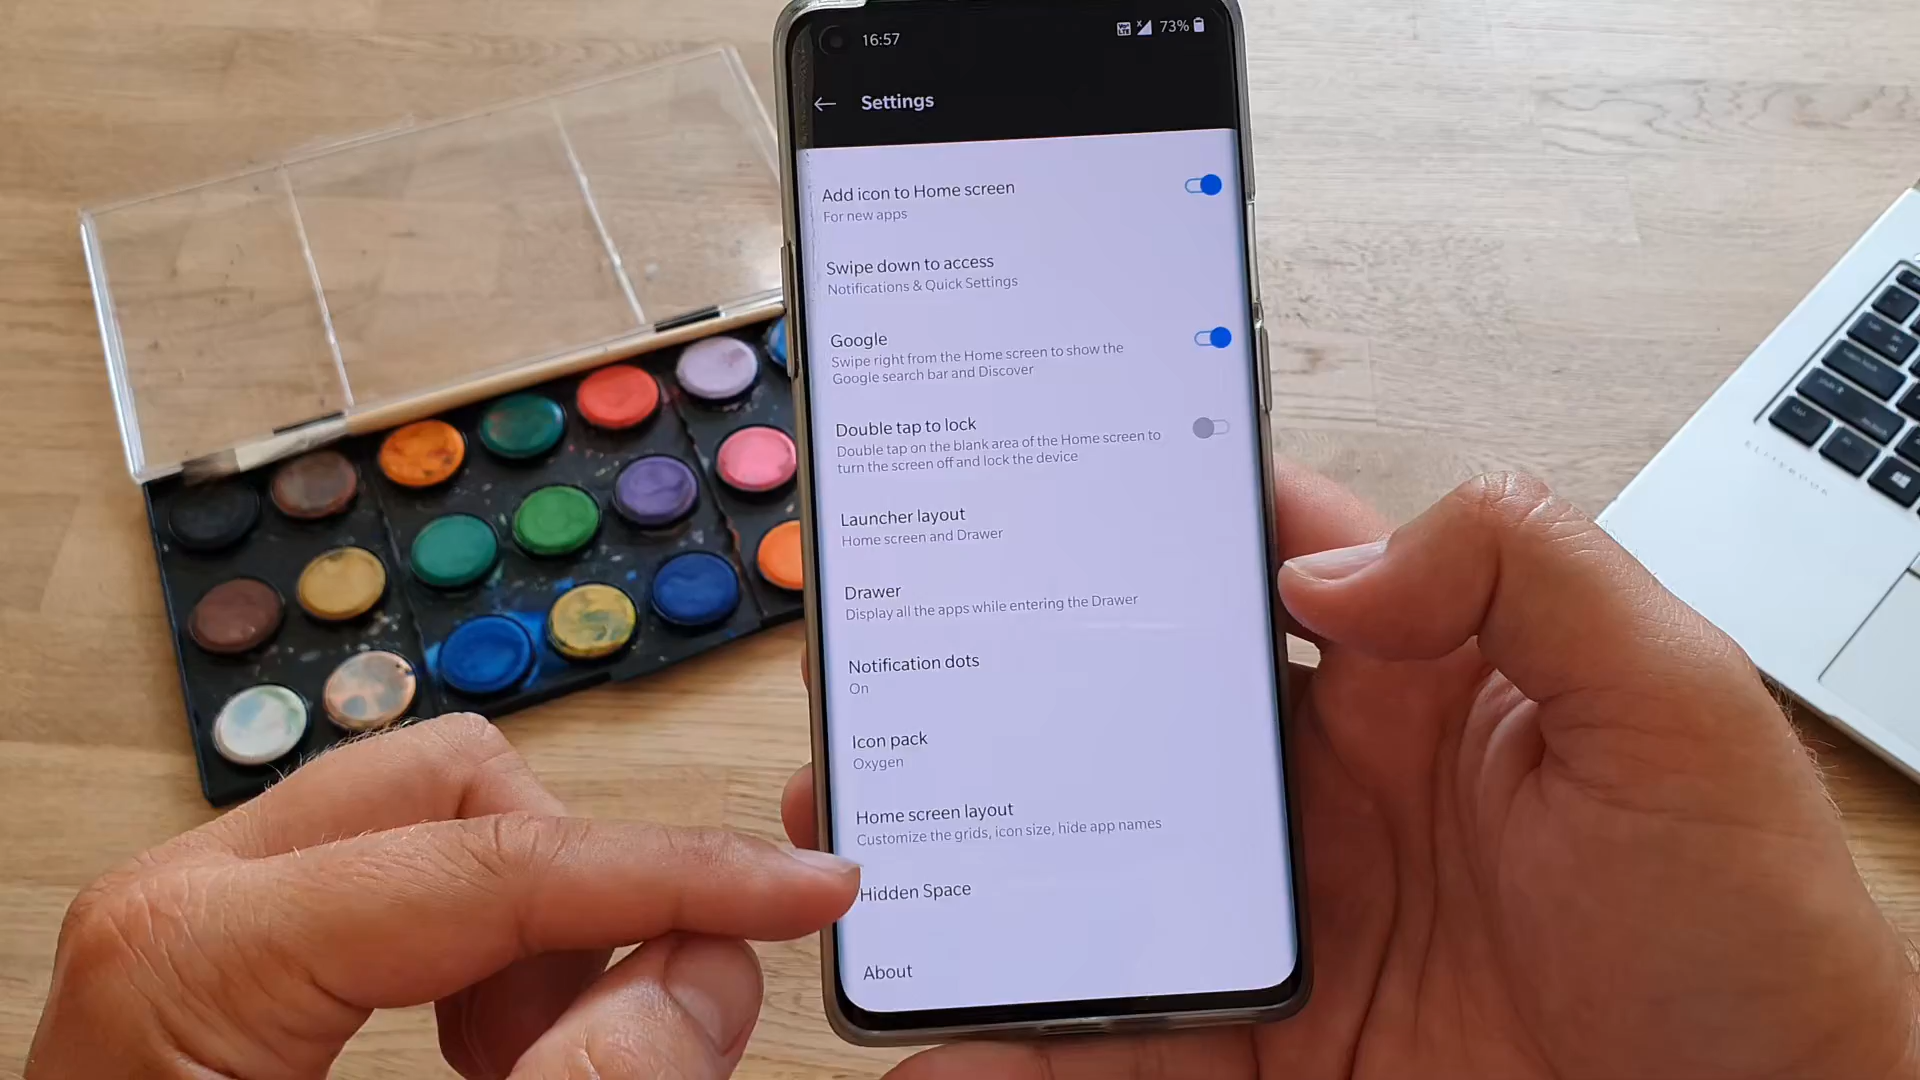 16:57
73%
Settings
Add icon to Home screen
For new apps
Swipe down to access
Notifications & Quick Settings
Google
Swipe right from the Home screen to show the
Google search bar and Discover
Double tap to lock
Double tap on the blank area of the Home screen to
turn the screen off and lock the device
Launcher layout
Home screen and Drawer
Drawer
Display all the apps while entering the Drawer
Notification dots
On
Icon pack
Oxygen
Home screen layout
Customize the grids, icon size, hide app names
Hidden Space
About
ELITEBOOK